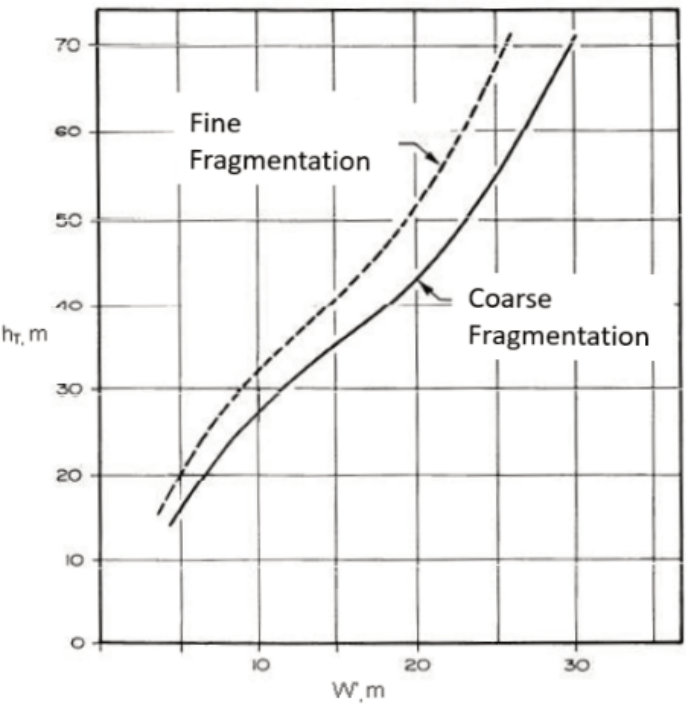 70
Fine
Fragmentation
60
50
40
Coarse
Fragmentation
hT, m
30
20
10
0
10
20
30
W', m